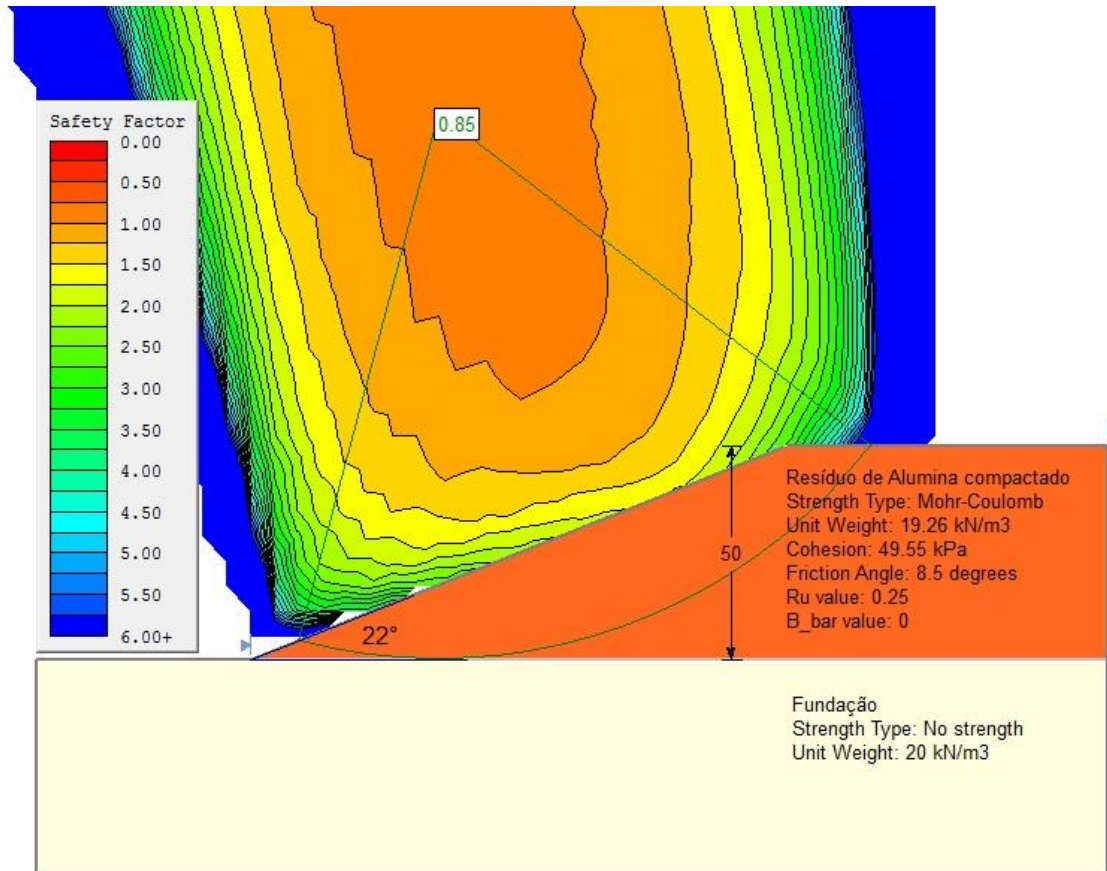 Safety Factor
0.00
0.50
1.00
1.50
2.00
2.50
3.00
3.50
4.00
4.50
5.00
5.50
6.00+
0.85
50
22°
Resíduo de Alumina compactado
Strength Type: Mohr-Coulomb
Unit Weight: 19.26 kN/m3
Cohesion: 49.55 kPa
Friction Angle: 8.5 degrees
Ru value: 0.25
B_bar value: 0
Fundação
Strength Type: No strength
Unit Weight: 20 kN/m3